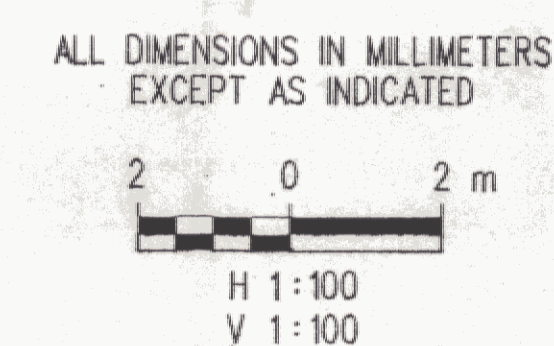 ALL DIMENSIONS IN MILLIMETERS
EXCEPT AS INDICATED
2 0 2 m
H 1:100
V 1:100